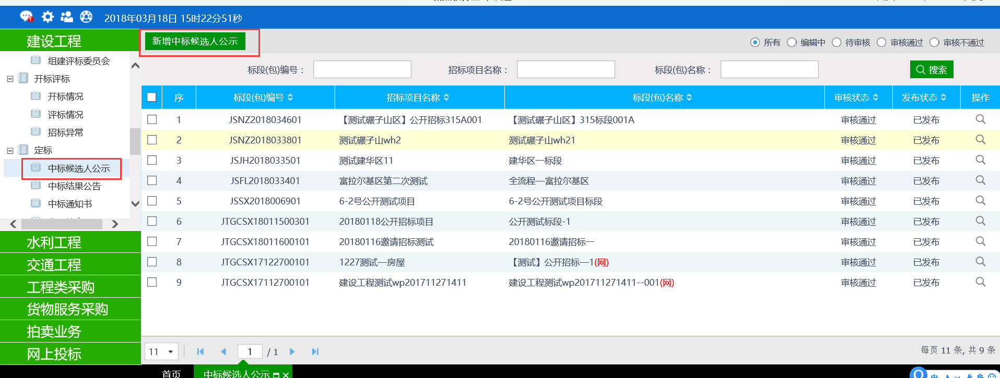 2018年03月18日 15时22分51秒
建设工程
新增中标候选人公示
所有 编辑中 待审核 审核通过 审核不通过
组建评标委员会
开标评标
开标情况
评标情况
招标异常
定标
中标候选人公示
中标结果公告
中标通知书
水利工程
交通工程
工程类采购
货物服务采购
拍卖业务
网上投标
标段(包)编号： 招标项目名称： 标段(包)名称： 搜索
序 标段(包)编号 招标项目名称 标段(包)名称 审核状态 发布状态 操作
1 JSNZ2018034601 【测试碾子山区】公开招标315A001 【测试碾子山区】315标段001A 审核通过 已发布
2 JSNZ2018033801 测试碾子山wh2 测试碾子山wh21 审核通过 已发布
3 JSJH2018033501 测试建华区11 建华区一标段 审核通过 已发布
4 JSFL2018033401 富拉尔基区第二次测试 全流程—富拉尔基区 审核通过 已发布
5 JSSX2018006901 6-2号公开测试项目 6-2号公开测试项目标段 审核通过 已发布
6 JTGCSX18011500301 20180118公开招标项目 公开测试标段-1 审核通过 已发布
7 JTGCSX18011600101 20180116邀请招标测试 20180116邀请招标一 审核通过 已发布
8 JTGCSX17122700101 1227测试—房屋 【测试】公开招标—1(网) 审核通过 已发布
9 JTGCSX17112700101 建设工程测试wp201711271411 建设工程测试wp201711271411--001(网) 审核通过 已发布
11 1 / 1 每页 11 条, 共 9 条
首页 中标候选人公示